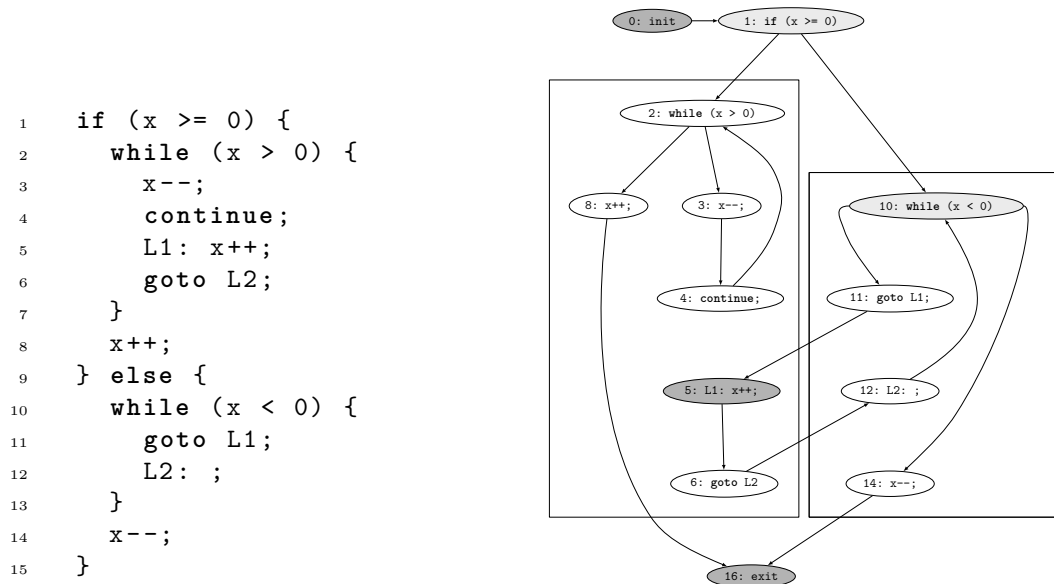 1 if (x >= 0) {
2 while (x > 0) {
3 x--;
4 continue;
5 L1: x++;
6 goto L2;
7 }
8 x++;
9 } else {
10 while (x < 0) {
11 goto L1;
12 L2: ;
13 }
14 x--;
15 }
0: init
1: if (x >= 0)
2: while (x > 0)
8: x++;
3: x--;
10: while (x < 0)
4: continue;
11: goto L1;
5: L1: x++;
12: L2: ;
6: goto L2
14: x--;
16: exit